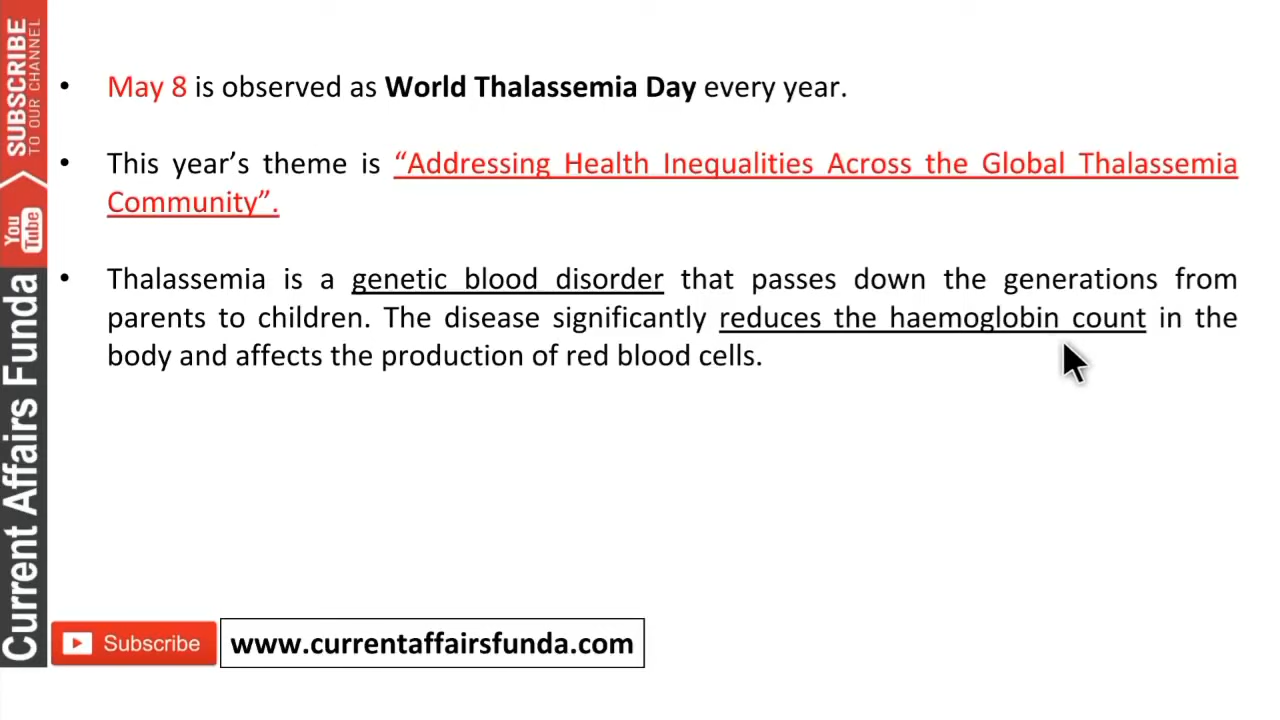 • May 8 is observed as World Thalassemia Day every year.
• This year’s theme is “Addressing Health Inequalities Across the Global Thalassemia
Community”.
• Thalassemia is a genetic blood disorder that passes down the generations from
parents to children. The disease significantly reduces the haemoglobin count in the
body and affects the production of red blood cells.
SUBSCRIBE
TO OUR CHANNEL
You
Tube
Current Affairs Funda
Subscribe
www.currentaffairsfunda.com